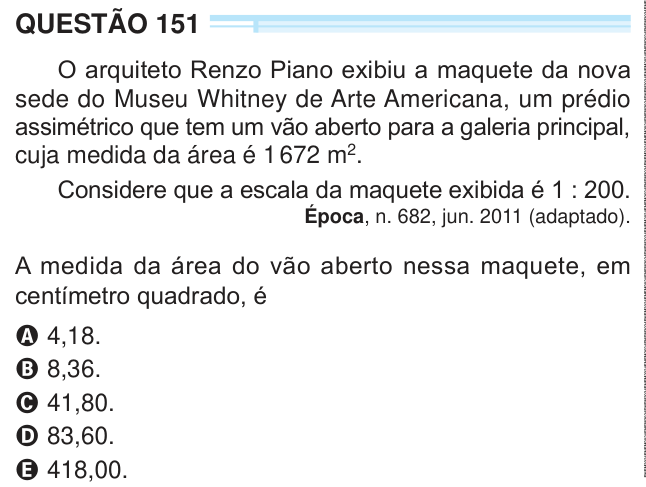 QUESTÃO 151
O arquiteto Renzo Piano exibiu a maquete da nova
sede do Museu Whitney de Arte Americana, um prédio
assimétrico que tem um vão aberto para a galeria principal,
cuja medida da área é 1 672 m².
Considere que a escala da maquete exibida é 1 : 200.
Época, n. 682, jun. 2011 (adaptado).
A medida da área do vão aberto nessa maquete, em
centímetro quadrado, é
A 4,18.
B 8,36.
C 41,80.
D 83,60.
E 418,00.